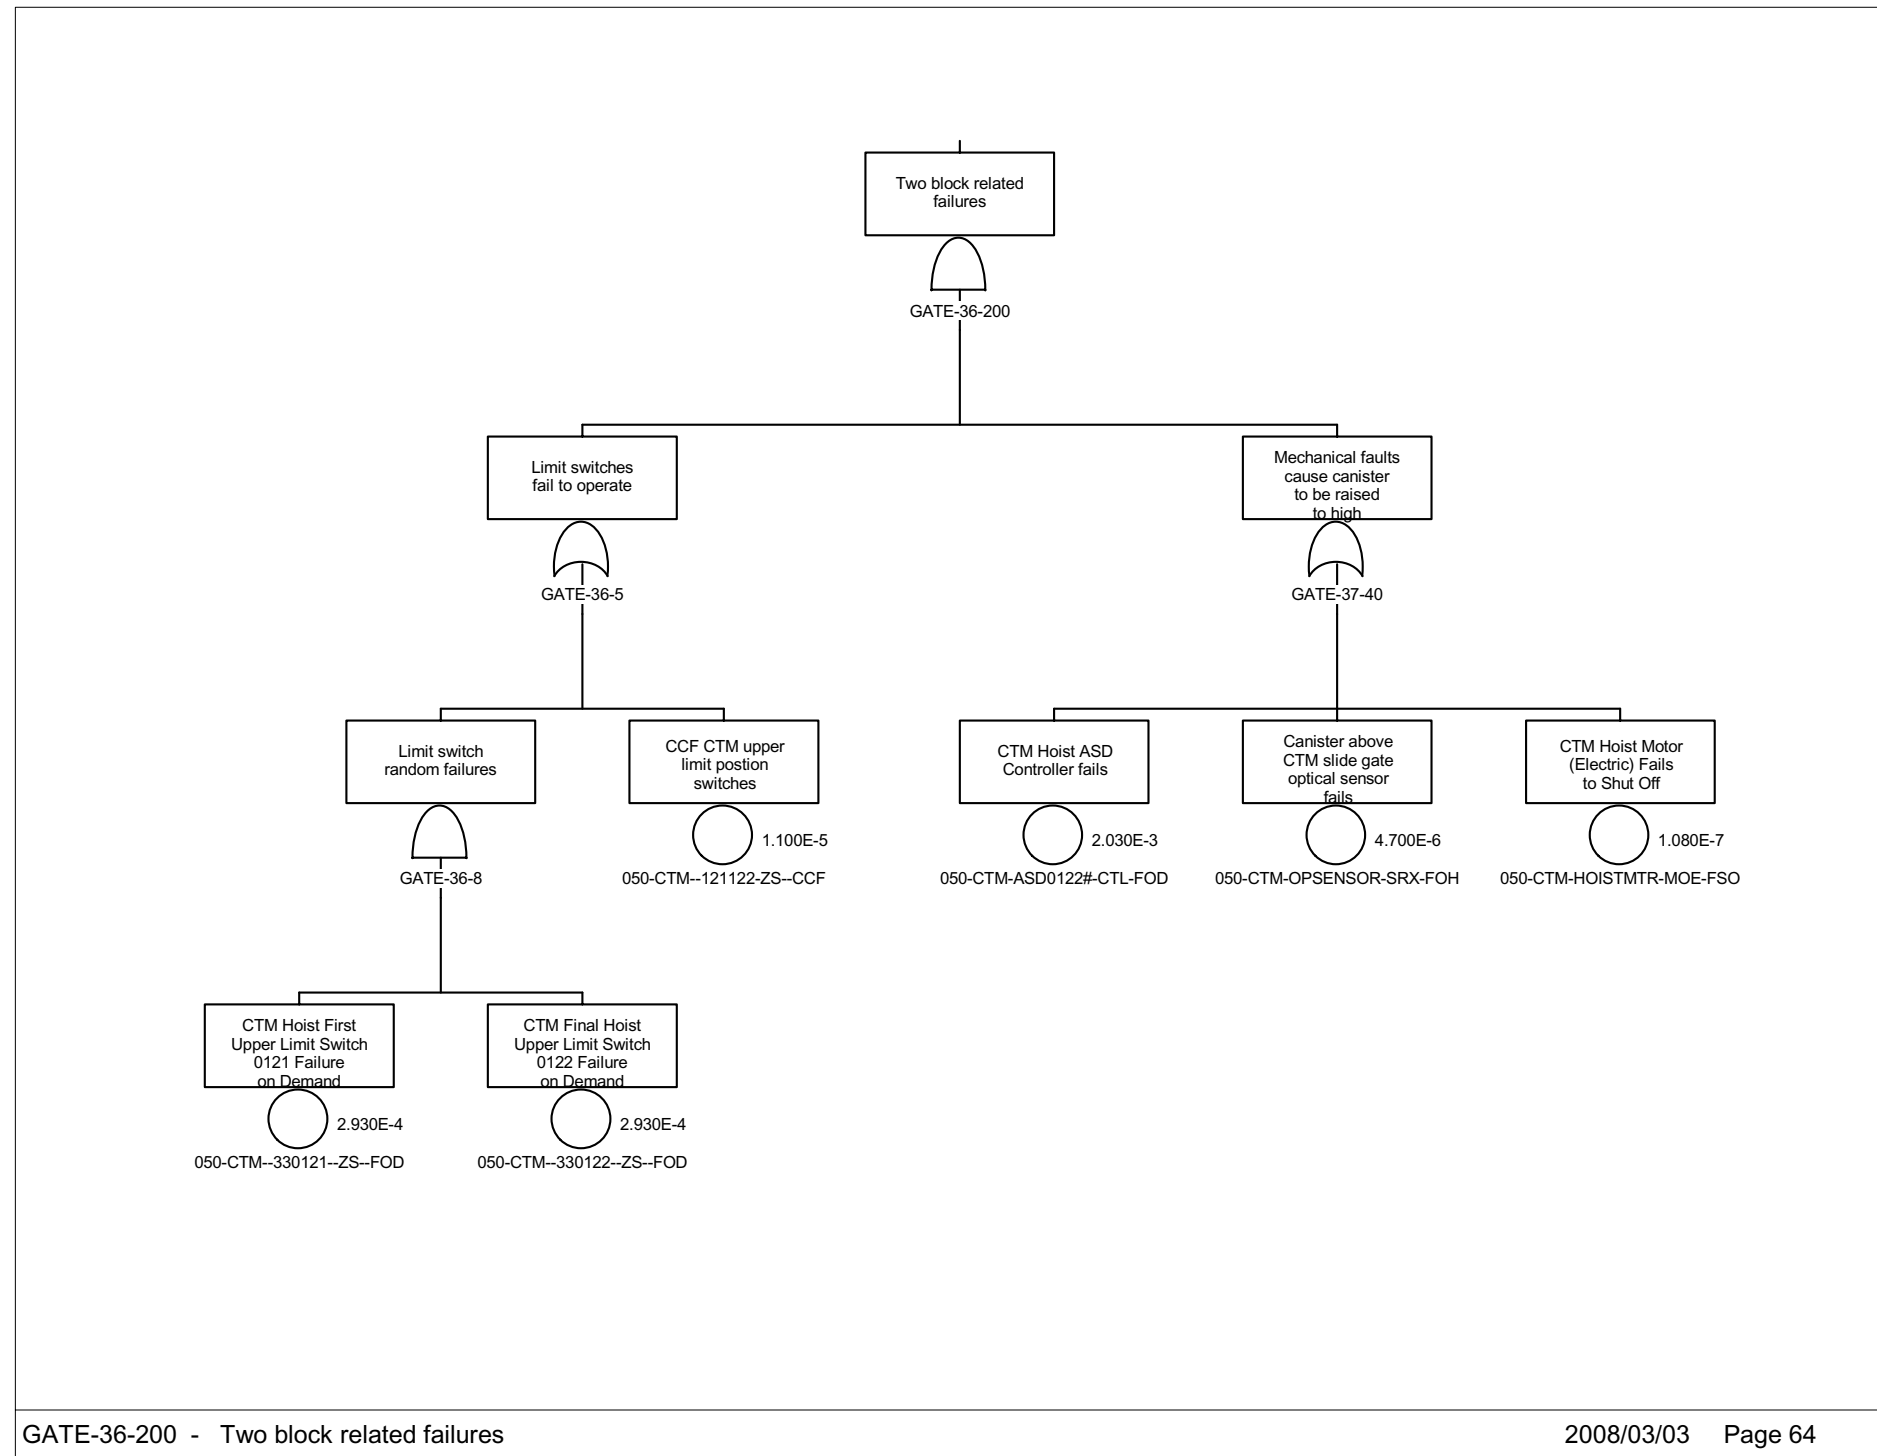 Two block related
failures
GATE-36-200
Limit switches
fail to operate
GATE-36-5
Mechanical faults
cause canister
to be raised
to high
GATE-37-40
Limit switch
random failures
GATE-36-8
CCF CTM upper
limit postion
switches
1.100E-5
050-CTM--121122-ZS--CCF
CTM Hoist ASD
Controller fails
2.030E-3
050-CTM-ASD0122#-CTL-FOD
Canister above
CTM slide gate
optical sensor
fails
4.700E-6
050-CTM-OPSENSOR-SRX-FOH
CTM Hoist Motor
(Electric) Fails
to Shut Off
1.080E-7
050-CTM-HOISTMTR-MOE-FSO
CTM Hoist First
Upper Limit Switch
0121 Failure
on Demand
2.930E-4
050-CTM--330121--ZS--FOD
CTM Final Hoist
Upper Limit Switch
0122 Failure
on Demand
2.930E-4
050-CTM--330122--ZS--FOD
GATE-36-200 - Two block related failures
2008/03/03 Page 64